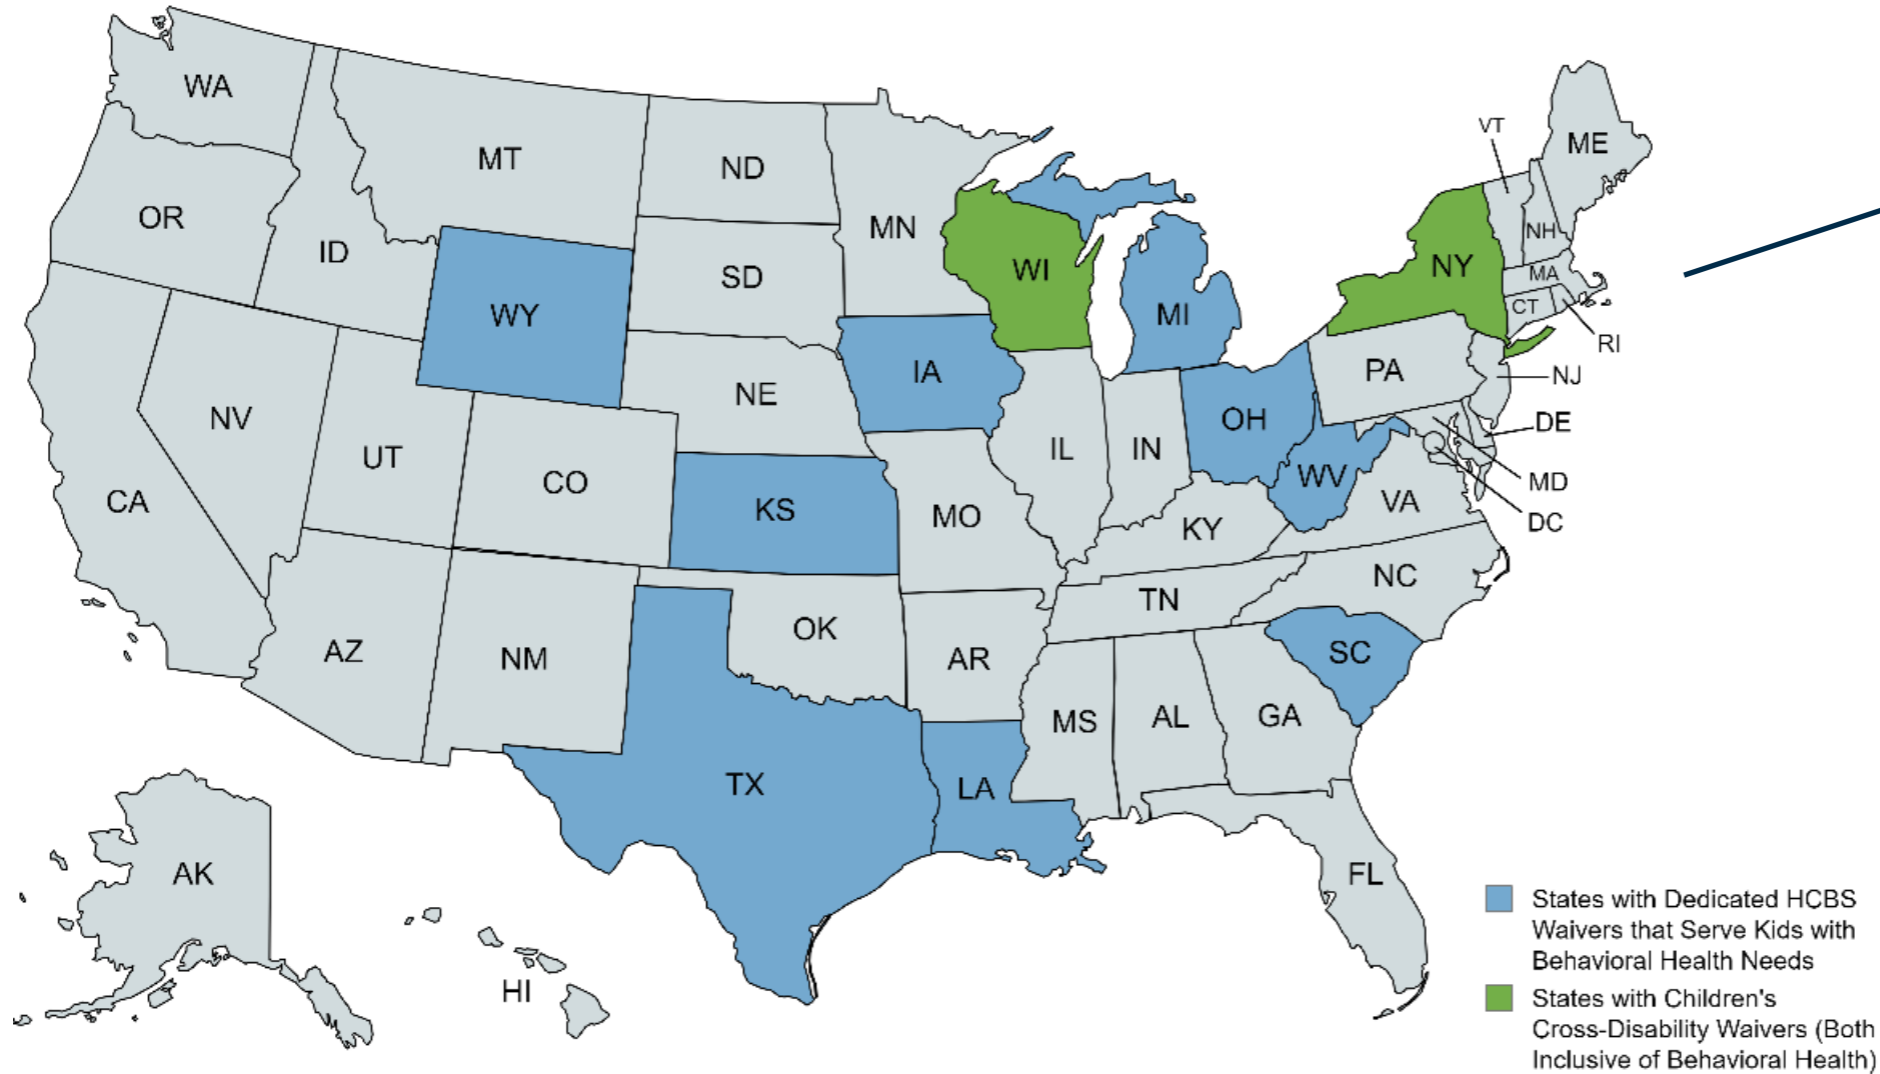 WA
MT
ND
MN
VT
ME
OR
ID
SD
WI
MI
NY
NH
MA
CT
RI
WY
IA
NE
PA
NJ
NV
UT
CO
IL
IN
OH
DE
CA
KS
MO
WV
VA
MD
DC
KY
AZ
NM
OK
AR
TN
NC
SC
MS
AL
GA
TX
LA
FL
AK
HI
States with Dedicated HCBS
Waivers that Serve Kids with
Behavioral Health Needs
States with Children's
Cross-Disability Waivers (Both
Inclusive of Behavioral Health)